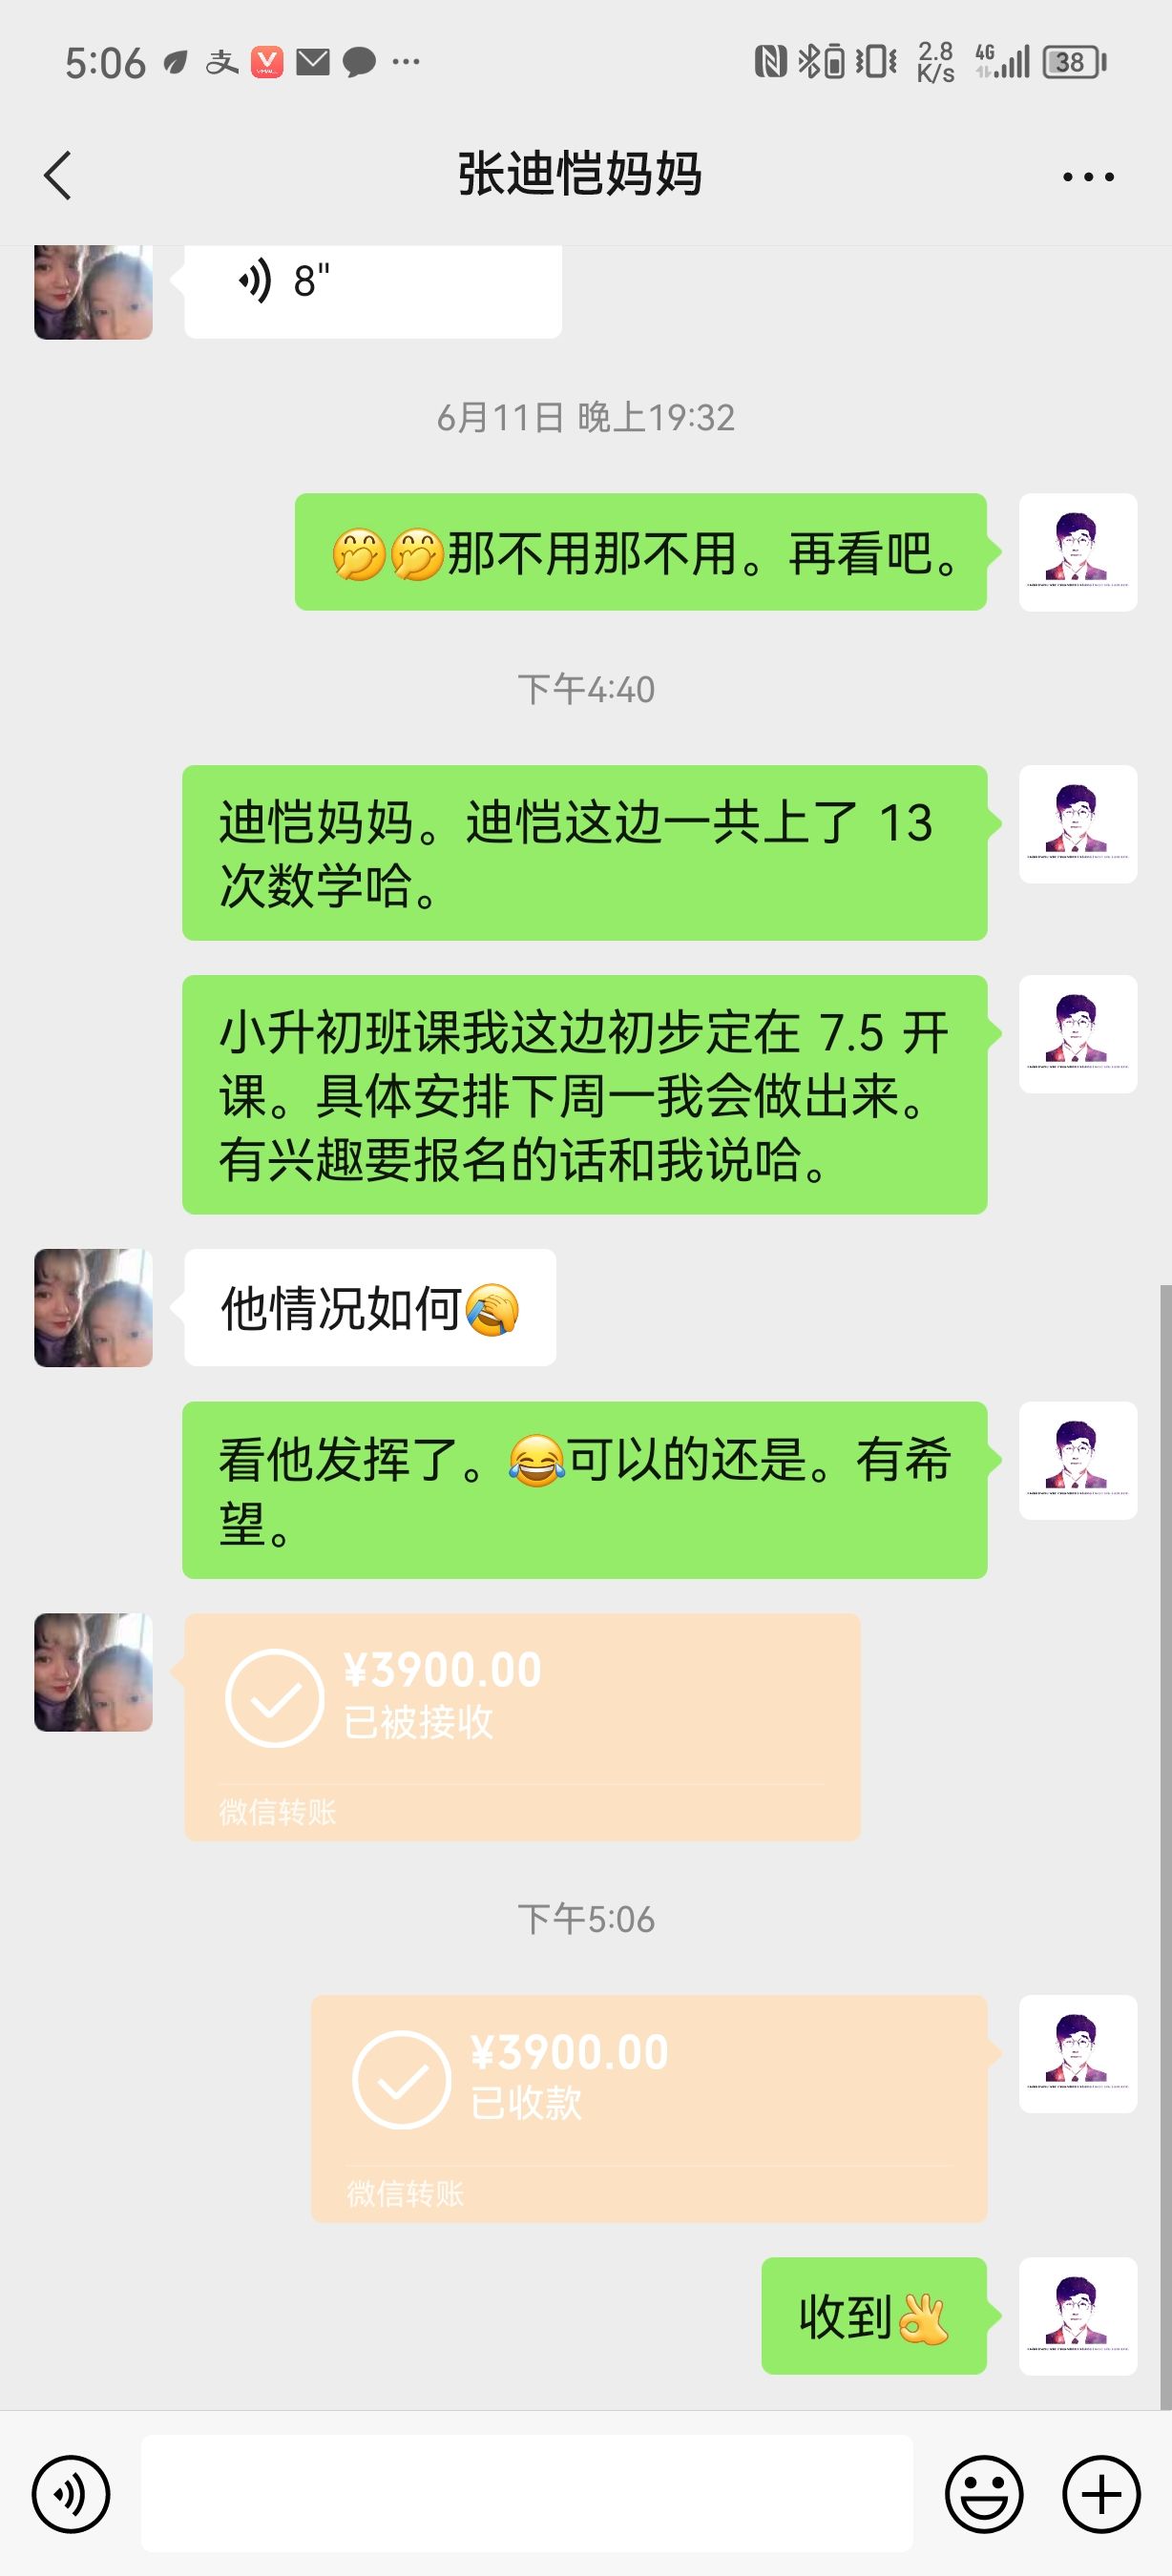 5:06
2.8
K/s
4G
38
张迪恺妈妈
8"
6月11日 晚上19:32
🤭🤭那不用那不用。再看吧。
下午4:40
迪恺妈妈。迪恺这边一共上了 13
次数学哈。
小升初班课我这边初步定在 7.5 开
课。具体安排下周一我会做出来。
有兴趣要报名的话和我说哈。
他情况如何🤦
看他发挥了。😂可以的还是。有希
望。
¥3900.00
已被接收
微信转账
下午5:06
¥3900.00
已收款
微信转账
收到👌